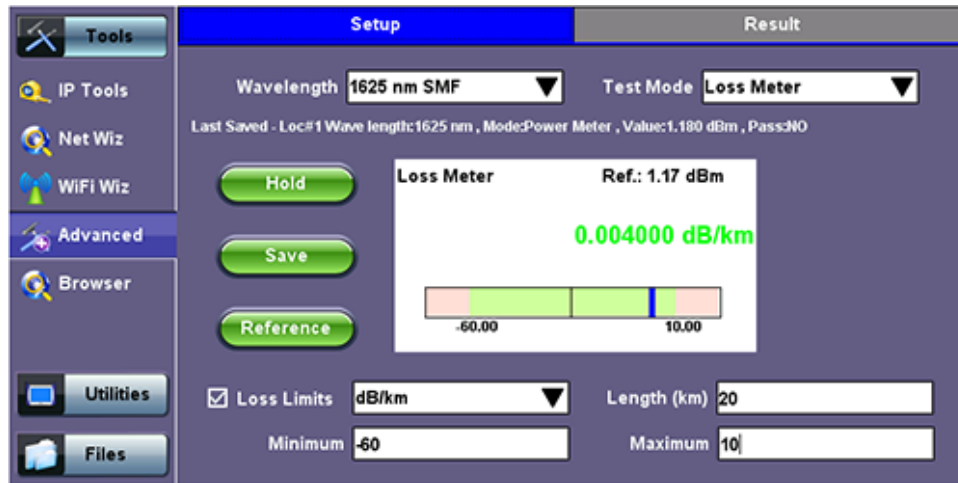 Tools
IP Tools
Net Wiz
WiFi Wiz
Advanced
Browser
Utilities
Files
Setup
Result
Wavelength 1625 nm SMF
Test Mode Loss Meter
Last Saved - Loc#1 Wave length:1625 nm , Mode:Power Meter , Value:1.180 dBm , Pass:NO
Hold
Save
Reference
Loss Meter
Ref.: 1.17 dBm
0.004000 dB/km
-60.00
10.00
Loss Limits dB/km
Length (km) 20
Minimum -60
Maximum 10